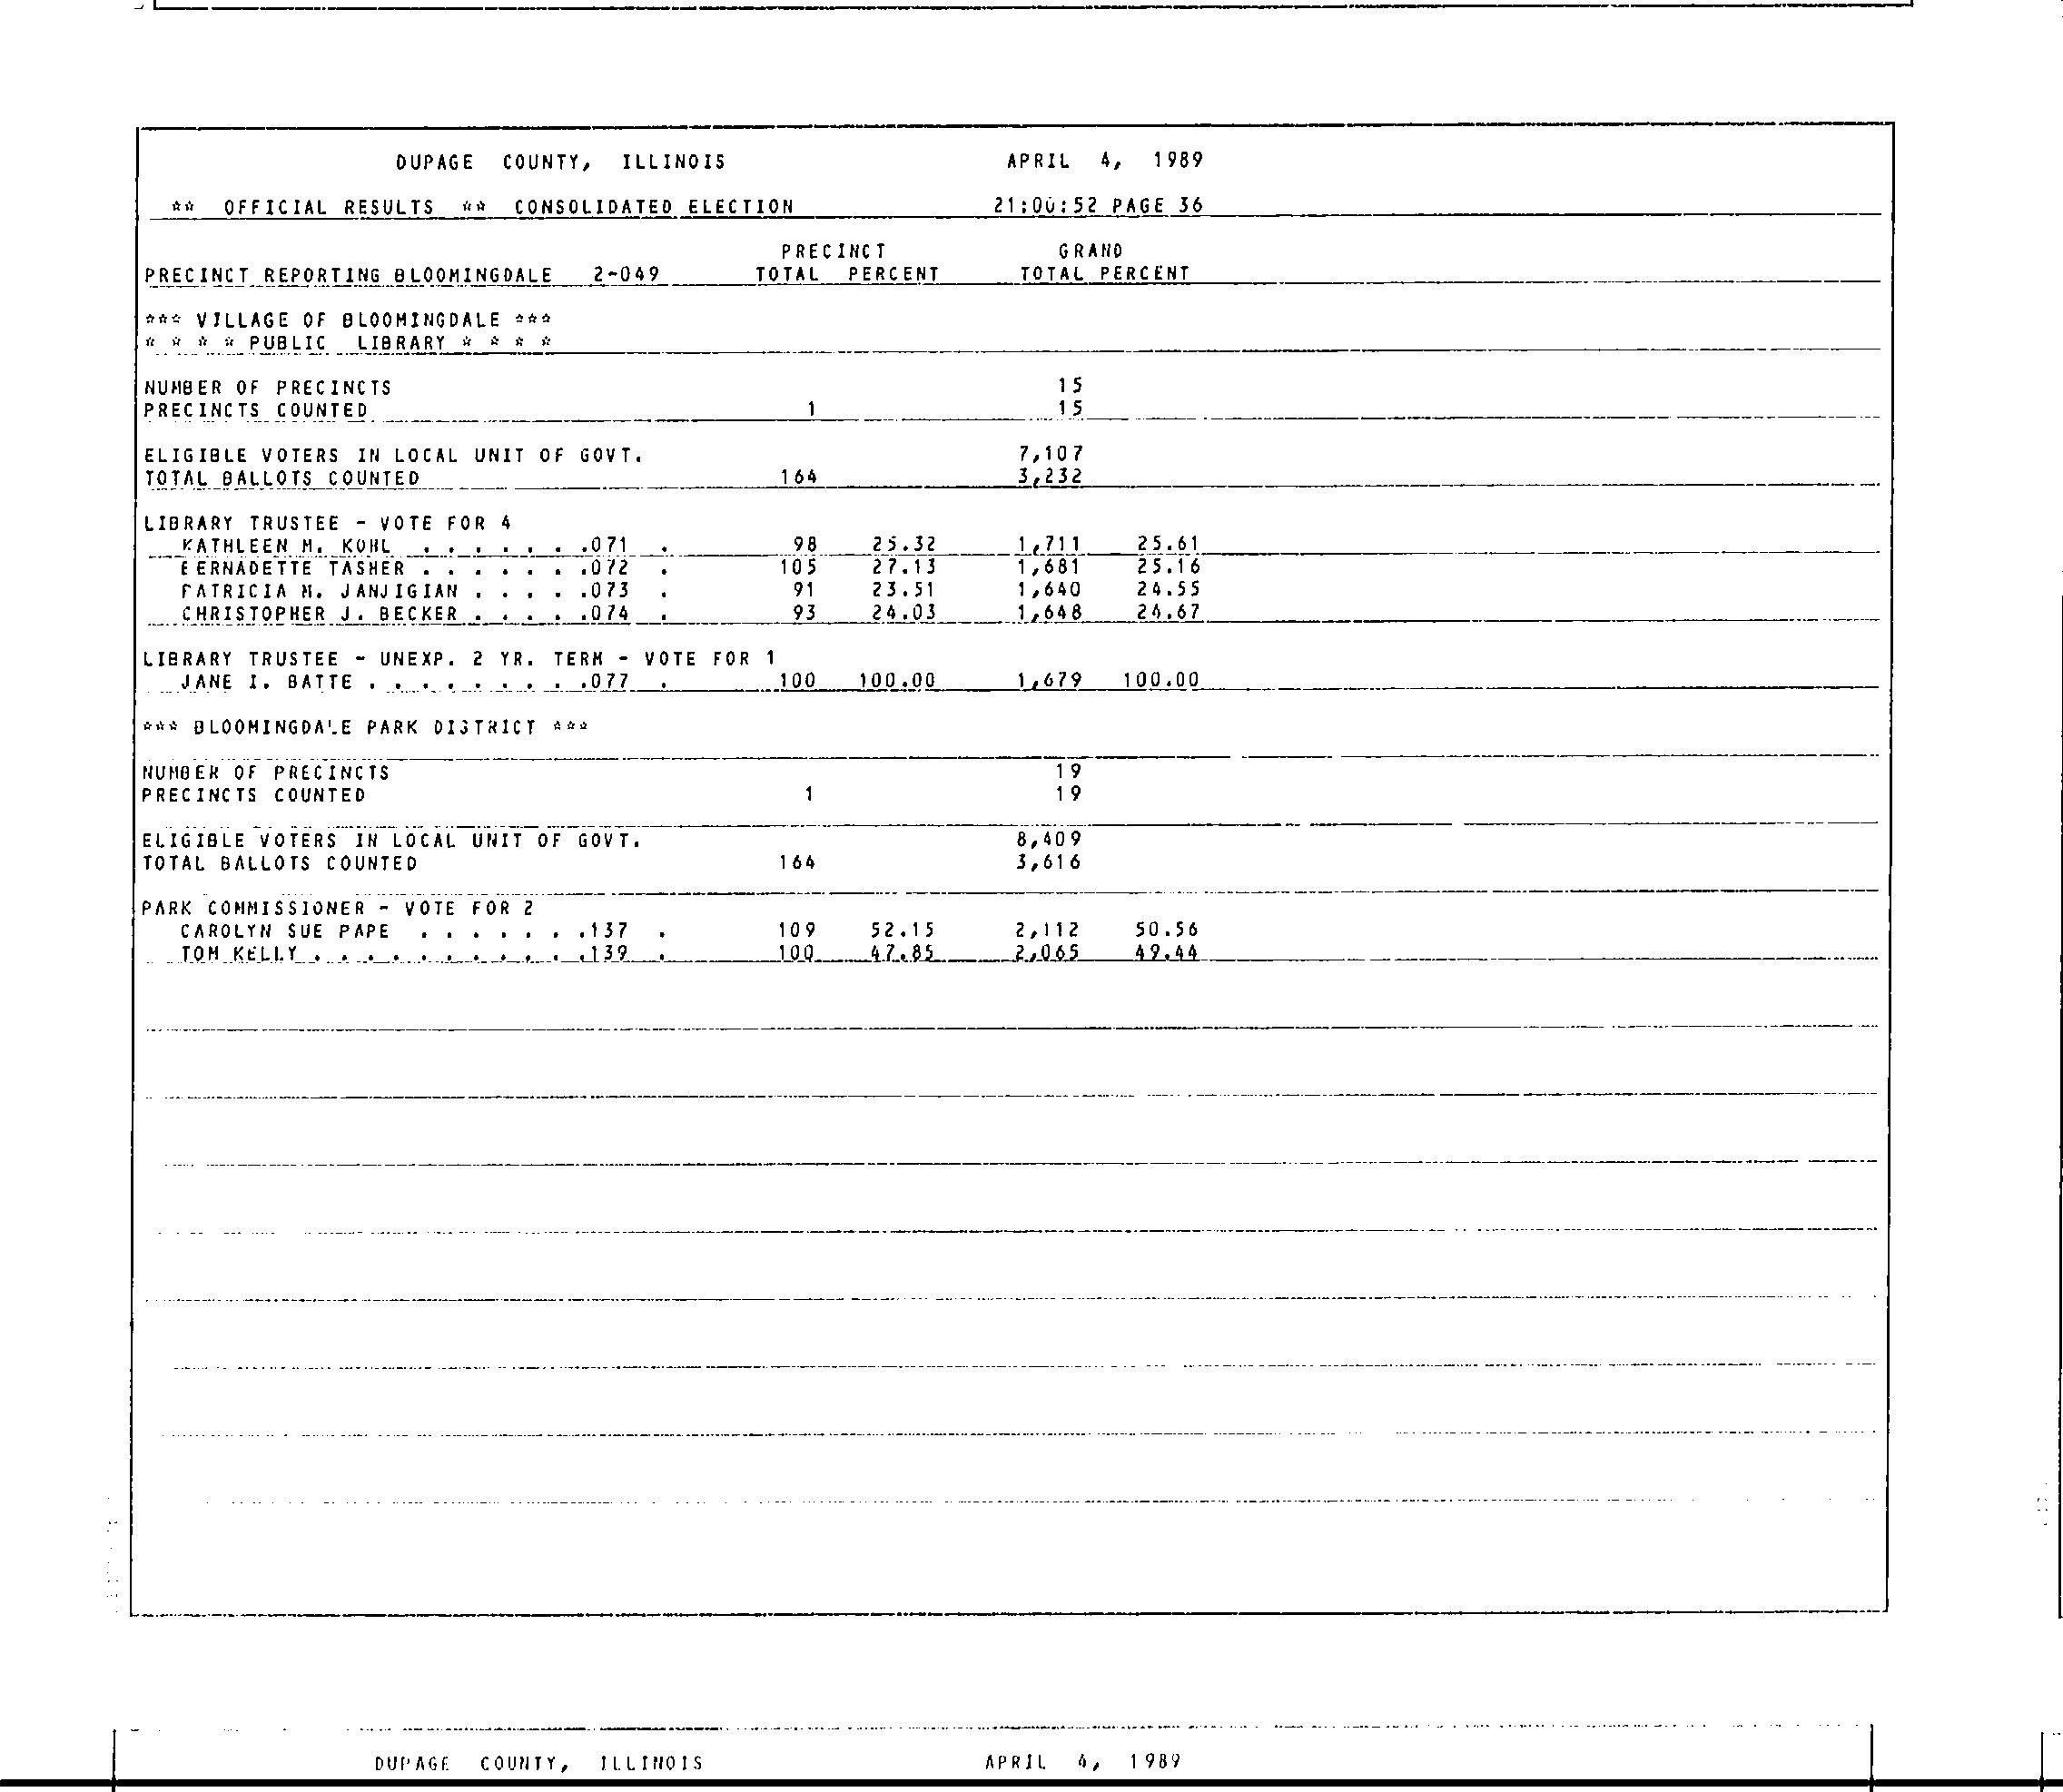 DUPAGE COUNTY, ILLINOIS APRIL 4, 1989
** OFFICIAL RESULTS ** CONSOLIDATED ELECTION 21:00:52 PAGE 36
PRECINCT GRAND
PRECINCT REPORTING BLOOMINGDALE 2-049 TOTAL PERCENT TOTAL PERCENT
*** VILLAGE OF BLOOMINGDALE ***
* * * * PUBLIC LIBRARY * * * *
NUMBER OF PRECINCTS 15
PRECINCTS COUNTED 1 15
ELIGIBLE VOTERS IN LOCAL UNIT OF GOVT. 7,107
TOTAL BALLOTS COUNTED 164 3,232
LIBRARY TRUSTEE - VOTE FOR 4
KATHLEEN M. KOHL . . . . . . .071 . 98 25.32 1,711 25.61
BERNADETTE TASHER . . . . . . .072 . 105 27.13 1,681 25.16
PATRICIA M. JANJIGIAN . . . . .073 . 91 23.51 1,640 24.55
CHRISTOPHER J. BECKER . . . . .074 . 93 24.03 1,648 24.67
LIBRARY TRUSTEE - UNEXP. 2 YR. TERM - VOTE FOR 1
JANE I. BATTE . . . . . . . . .077 . 100 100.00 1,679 100.00
*** BLOOMINGDALE PARK DISTRICT ***
NUMBER OF PRECINCTS 19
PRECINCTS COUNTED 1 19
ELIGIBLE VOTERS IN LOCAL UNIT OF GOVT. 8,409
TOTAL BALLOTS COUNTED 164 3,616
PARK COMMISSIONER - VOTE FOR 2
CAROLYN SUE PAPE . . . . . . .137 . 109 52.15 2,112 50.56
TOM KELLY . . . . . . . . . . .139 . 100 47.85 2,065 49.44
DUPAGE COUNTY, ILLINOIS APRIL 4, 1989